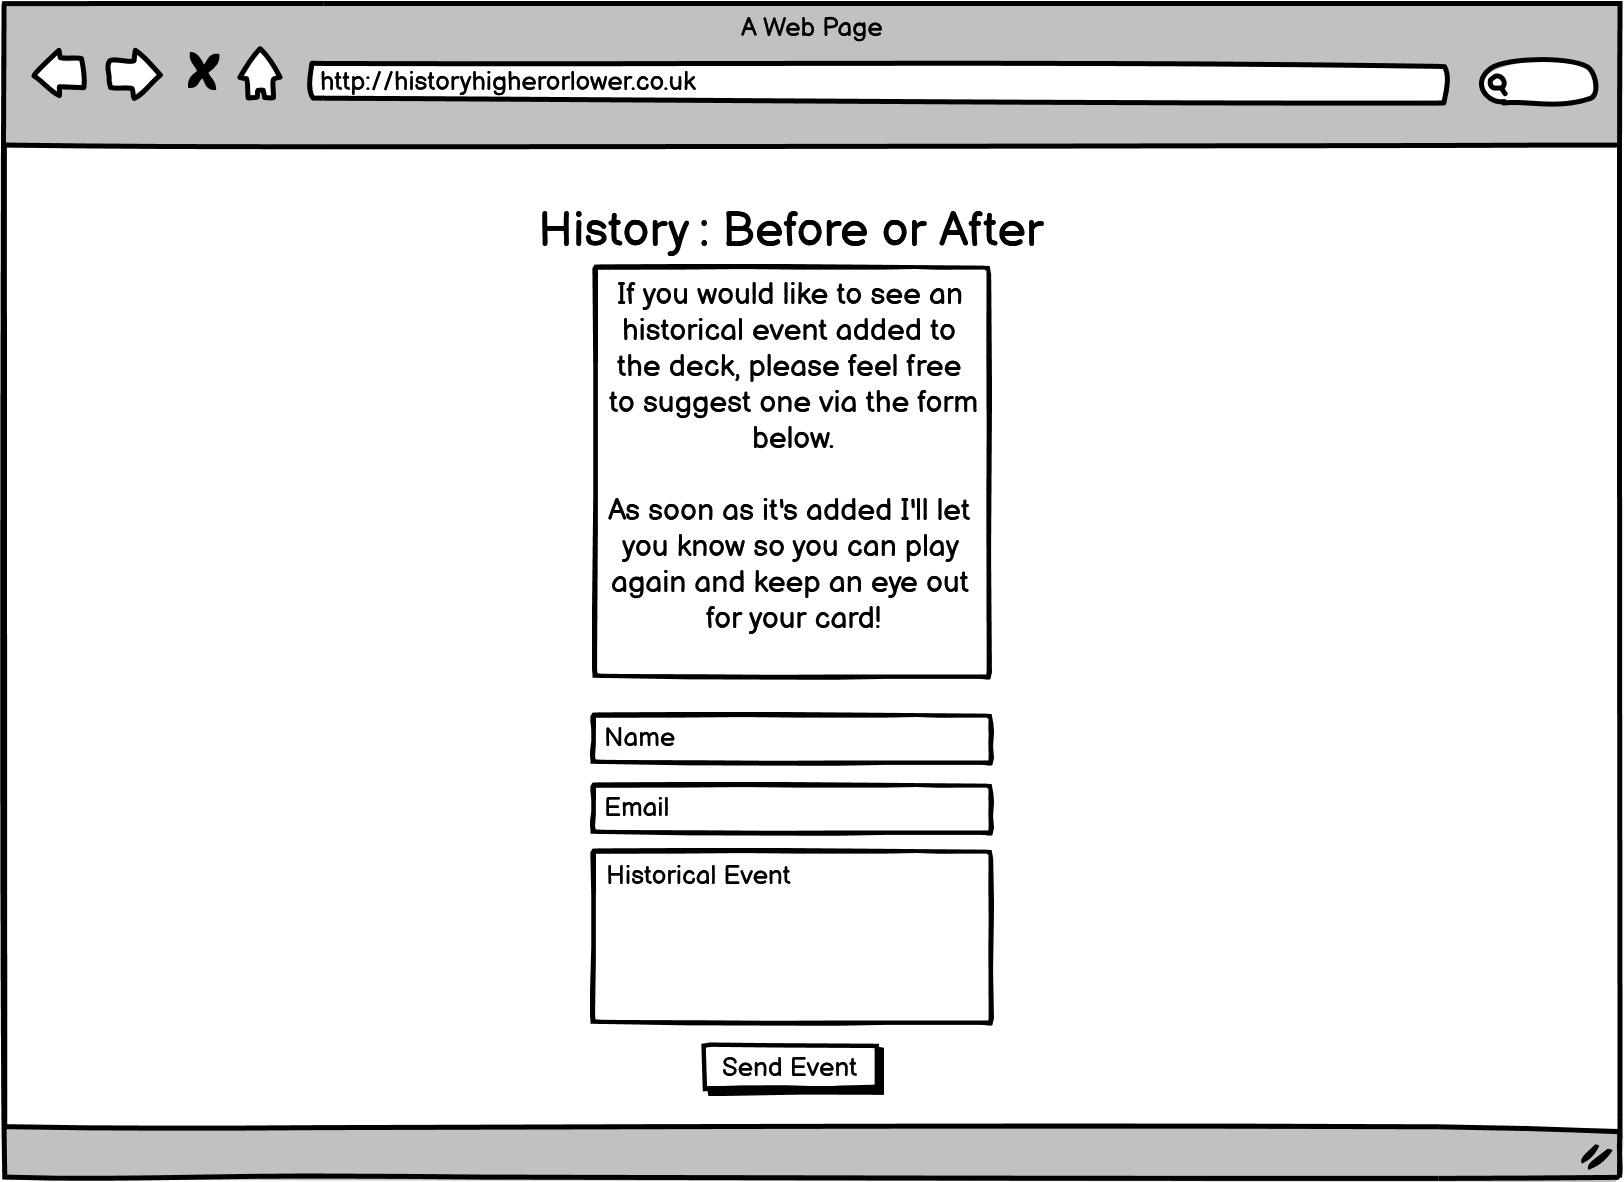 A Web Page
http://historyhigherorlower.co.uk
History : Before or After
If you would like to see an
historical event added to
the deck, please feel free
to suggest one via the form
below.
As soon as it's added I'll let
you know so you can play
again and keep an eye out
for your card!
Name
Email
Historical Event
Send Event